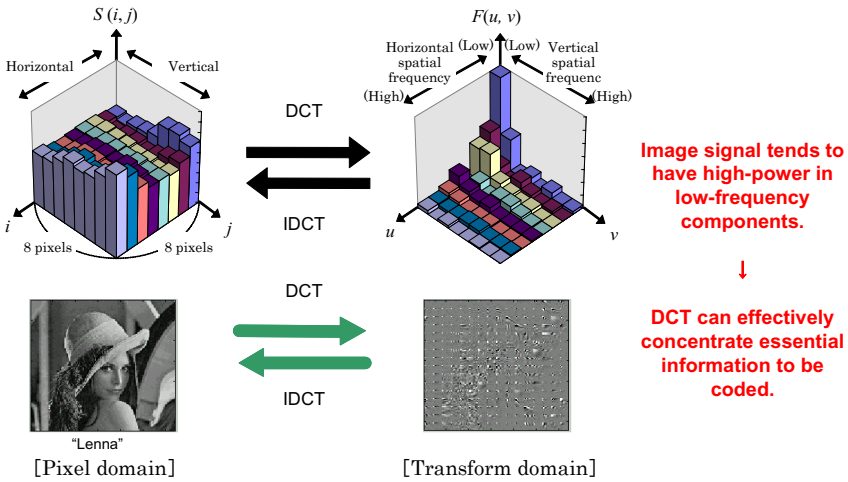 S (i, j)
Horizontal
Vertical
i
j
8 pixels
8 pixels
DCT
IDCT
F(u, v)
Horizontal
spatial
frequency
(Low)
(Low)
Vertical
spatial
frequenc
(High)
(High)
u
v
Image signal tends to
have high-power in
low-frequency
components.
↓
DCT can effectively
concentrate essential
information to be
coded.
DCT
IDCT
“Lenna”
[Pixel domain]
[Transform domain]